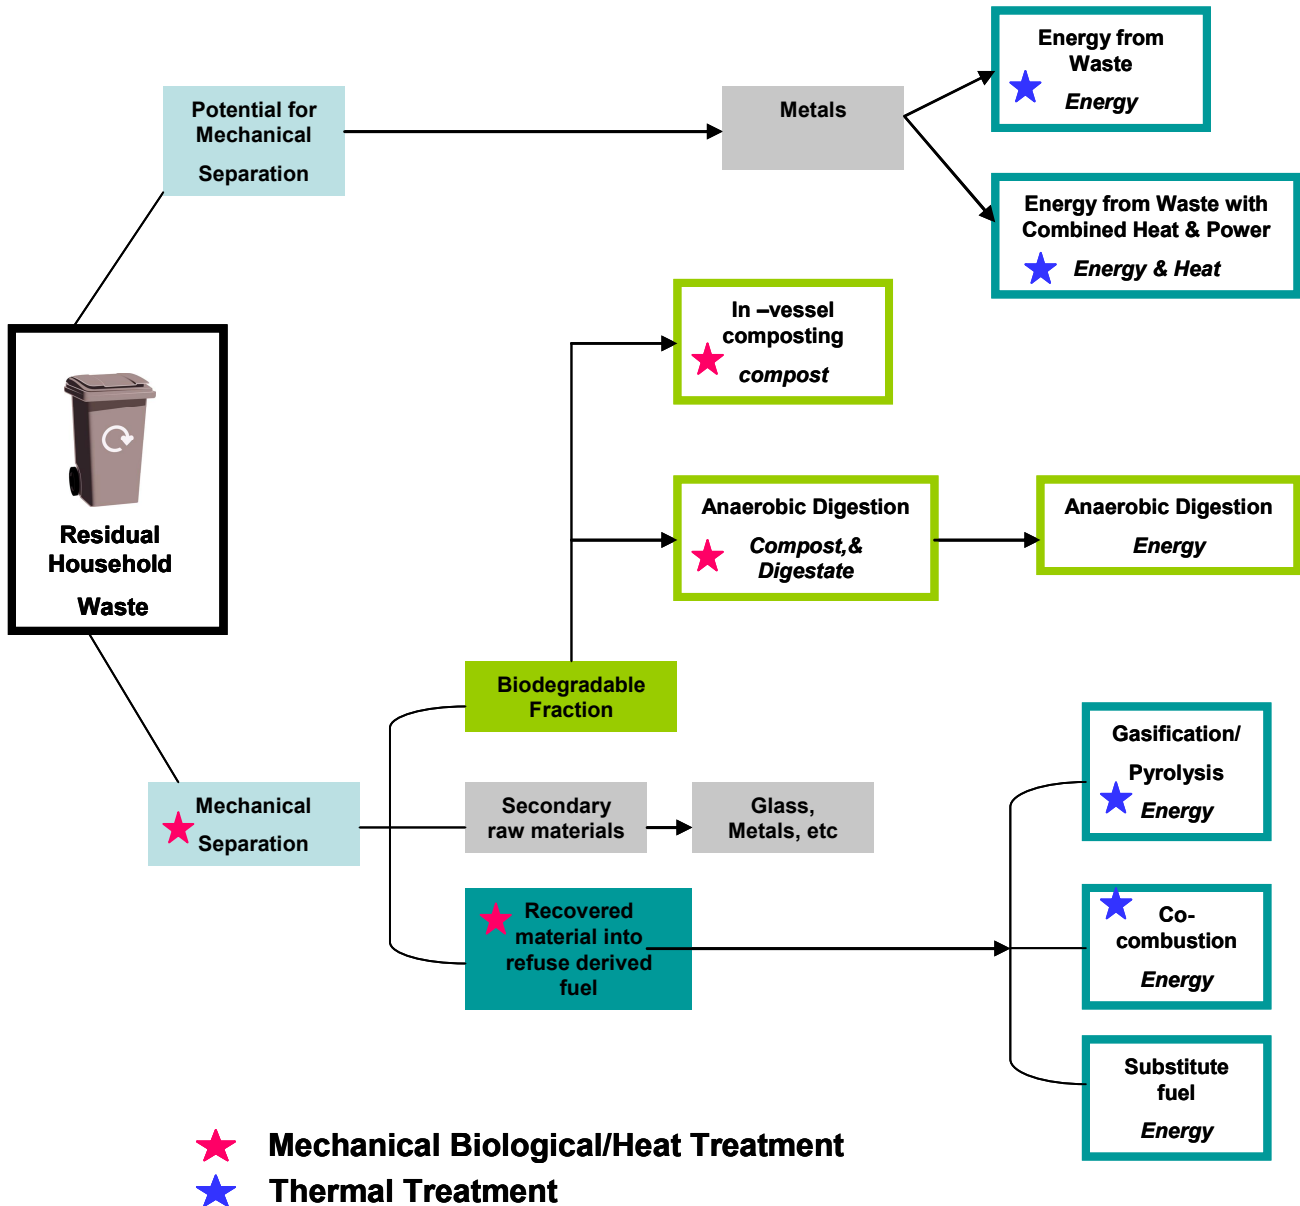 Energy from
Waste
Energy
Potential for
Mechanical
Separation
Metals
Energy from Waste with
Combined Heat & Power
Energy & Heat
In –vessel
composting
compost
Residual
Household
Waste
Anaerobic Digestion
Compost,&
Digestate
Anaerobic Digestion
Energy
Biodegradable
Fraction
Mechanical
Separation
Secondary
raw materials
Glass,
Metals, etc
Recovered
material into
refuse derived
fuel
Gasification/
Pyrolysis
Energy
Co-
combustion
Energy
Substitute
fuel
Energy
Mechanical Biological/Heat Treatment
Thermal Treatment